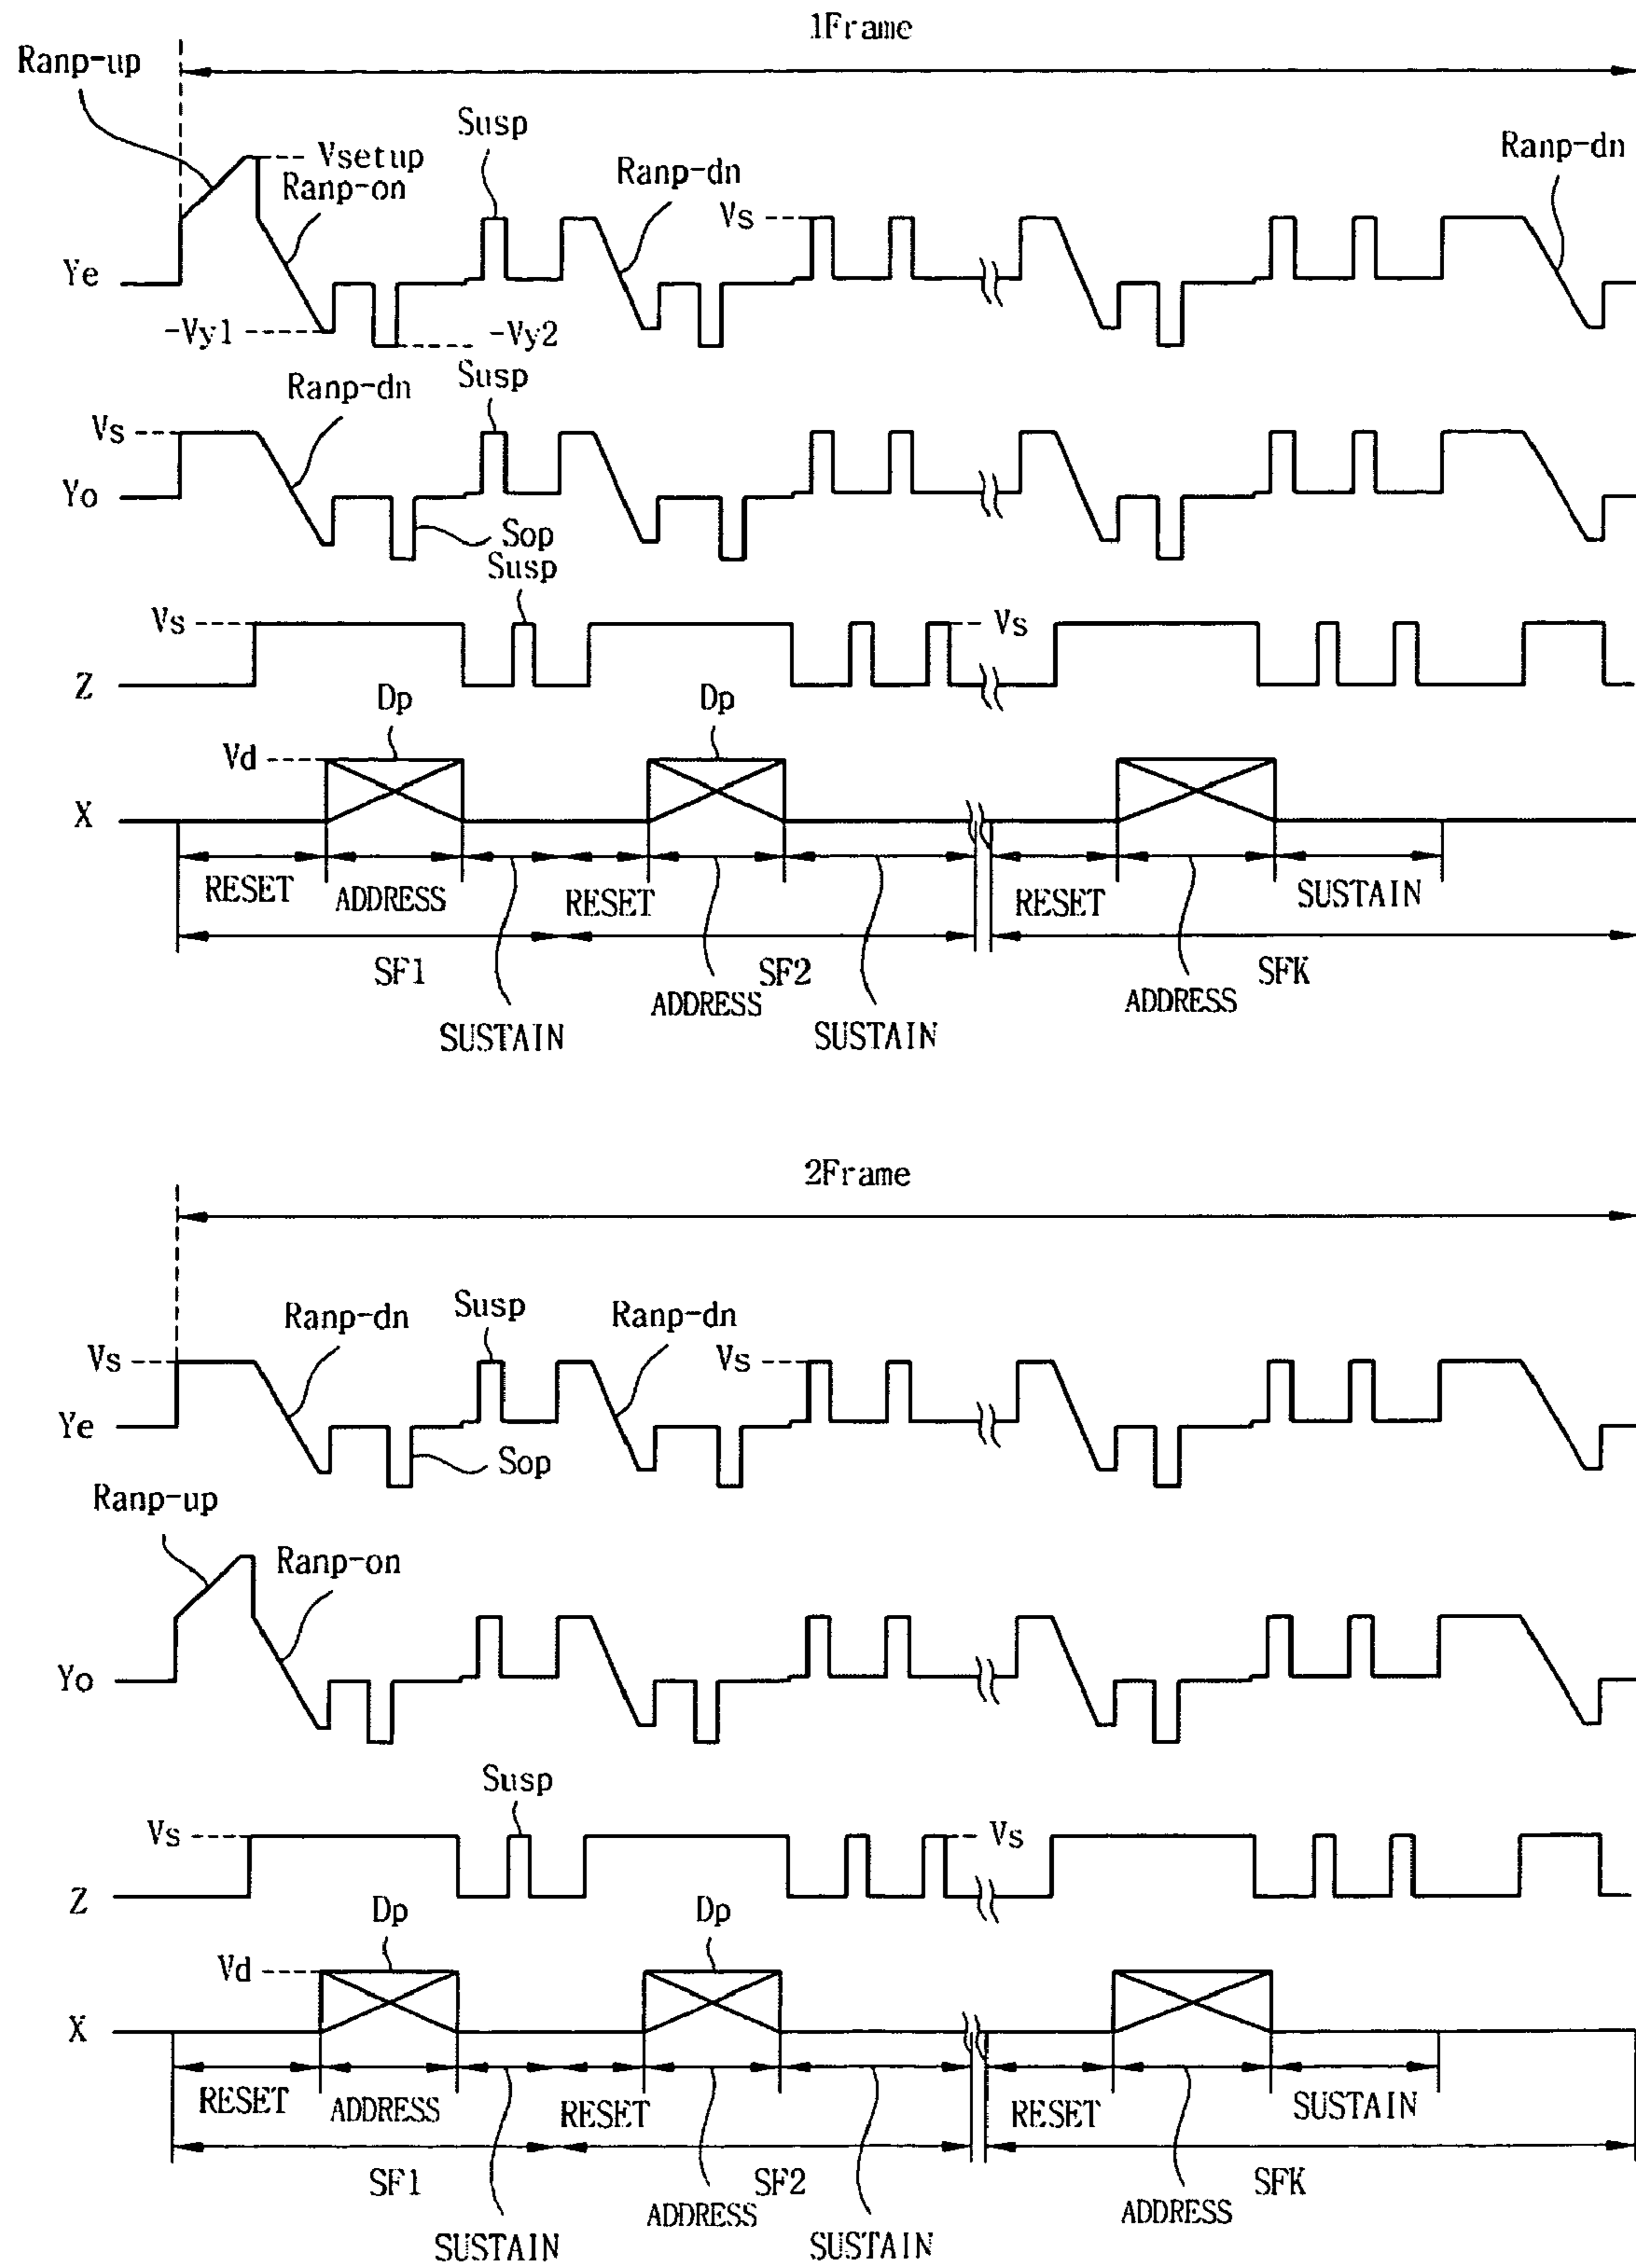 1Frame
Ranp-up
Susp
Vsetup
Ranp-on
Ranp-dn
Vs
Ranp-dn
Ye
-Vy1
-Vy2
Susp
Ranp-dn
Vs
Yo
Sop
Susp
Vs
Vs
Z
Dp
Dp
Vd
X
RESET
ADDRESS
RESET
RESET
SUSTAIN
SF1
SF2
SFK
ADDRESS
ADDRESS
SUSTAIN
SUSTAIN
2Frame
Ranp-dn
Susp
Ranp-dn
Vs
Vs
Ye
Sop
Ranp-up
Ranp-on
Yo
Susp
Vs
Vs
Z
Dp
Dp
Vd
X
RESET
ADDRESS
RESET
RESET
SUSTAIN
SF1
SF2
SFK
ADDRESS
ADDRESS
SUSTAIN
SUSTAIN